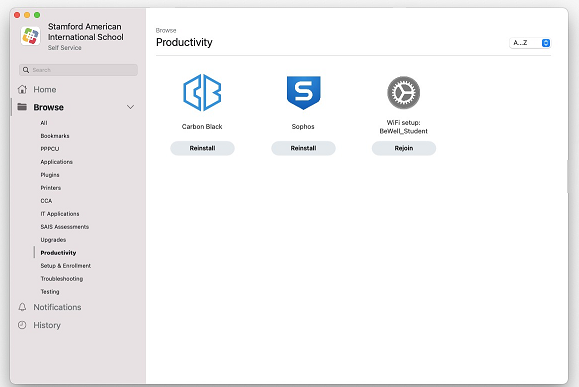 Stamford American
International School
Self Service
Search
Home
Browse
All
Bookmarks
PPPCU
Applications
Plugins
Printers
CCA
IT Applications
SAIS Assessments
Upgrades
Productivity
Setup & Enrollment
Troubleshooting
Testing
Notifications
History
Browse
Productivity
A...Z
Carbon Black
Reinstall
S
Sophos
Reinstall
WiFi setup:
BeWell_Student
Rejoin